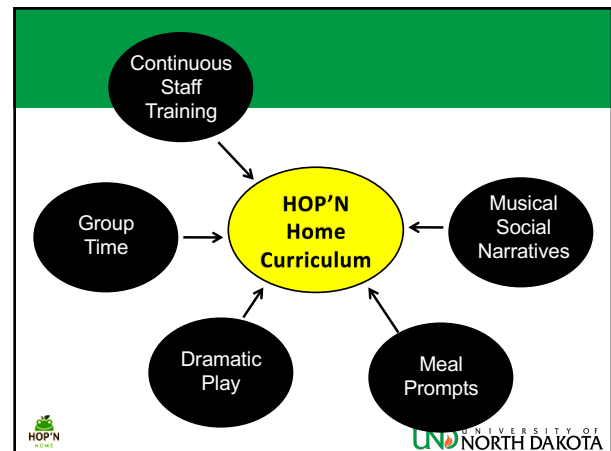 Continuous
Staff
Training
HOP'N
Home
Curriculum
Musical
Social
Narratives
Group
Time
Dramatic
Play
Meal
Prompts
HOP'N
HOME
UND
UNIVERSITY OF
NORTH DAKOTA